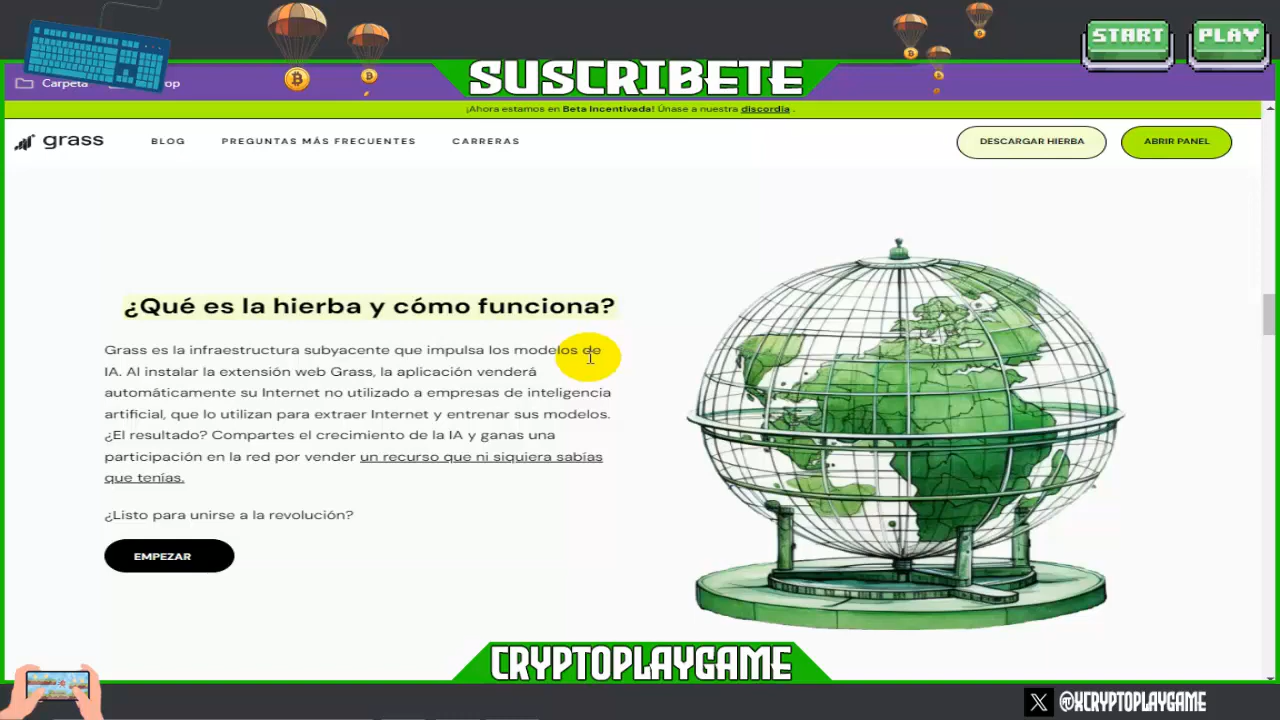 START PLAY
SUSCRIBETE
Carpeta
op
¡Ahora estamos en Beta Incentivada! Únase a nuestra discordia .
grass BLOG PREGUNTAS MÁS FRECUENTES CARRERAS DESCARGAR HIERBA ABRIR PANEL
¿Qué es la hierba y cómo funciona?
Grass es la infraestructura subyacente que impulsa los modelos de
IA. Al instalar la extensión web Grass, la aplicación venderá
automáticamente su Internet no utilizado a empresas de inteligencia
artificial, que lo utilizan para extraer Internet y entrenar sus modelos.
¿El resultado? Compartes el crecimiento de la IA y ganas una
participación en la red por vender un recurso que ni siquiera sabías
que tenías.
¿Listo para unirse a la revolución?
EMPEZAR
CRYPTOPLAYGAME
X @XCRYPTOPLAYGAME